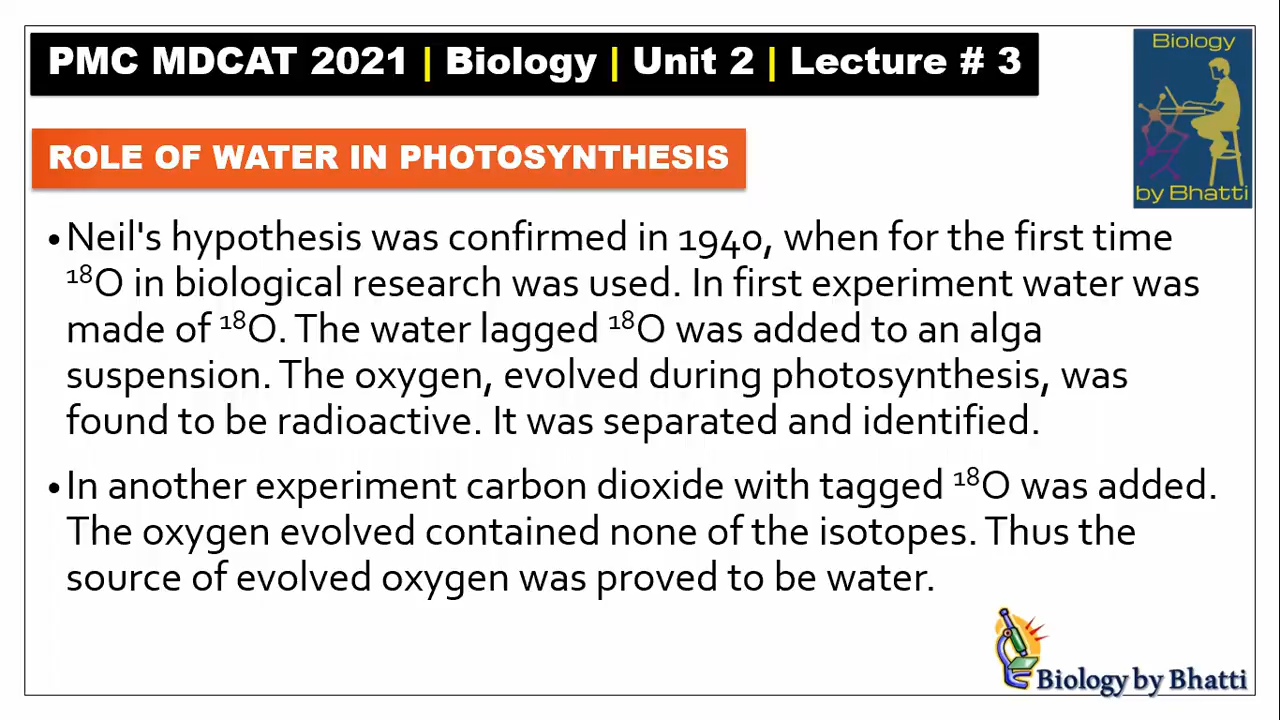 PMC MDCAT 2021 | Biology | Unit 2 | Lecture # 3
Biology
by Bhatti
ROLE OF WATER IN PHOTOSYNTHESIS
•Neil's hypothesis was confirmed in 1940, when for the first time
¹⁸O in biological research was used. In first experiment water was
made of ¹⁸O. The water lagged ¹⁸O was added to an alga
suspension. The oxygen, evolved during photosynthesis, was
found to be radioactive. It was separated and identified.
•In another experiment carbon dioxide with tagged ¹⁸O was added.
The oxygen evolved contained none of the isotopes. Thus the
source of evolved oxygen was proved to be water.
Biology by Bhatti